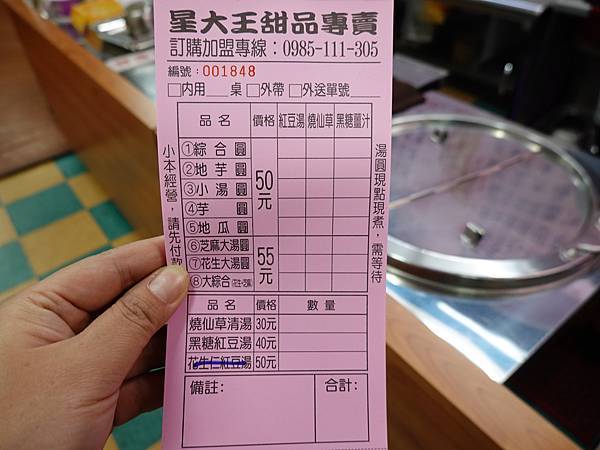 星大王甜品專賣
訂購加盟專線：0985-111-305
編號：001848
□內用 桌 □外帶 □外送單號
品名 價格 紅豆湯 燒仙草 黑糖薑汁
①綜合圓
②地芋圓
③小湯圓
④芋圓
⑤地瓜圓
50元
⑥芝麻大湯圓
⑦花生大湯圓
⑧大綜合(花生·芝麻)
55元
小本經營，請先付款
湯圓現點現煮，需等待
品名 價格 數量
燒仙草清湯 30元
黑糖紅豆湯 40元
花生仁紅豆湯 50元
備註： 合計：